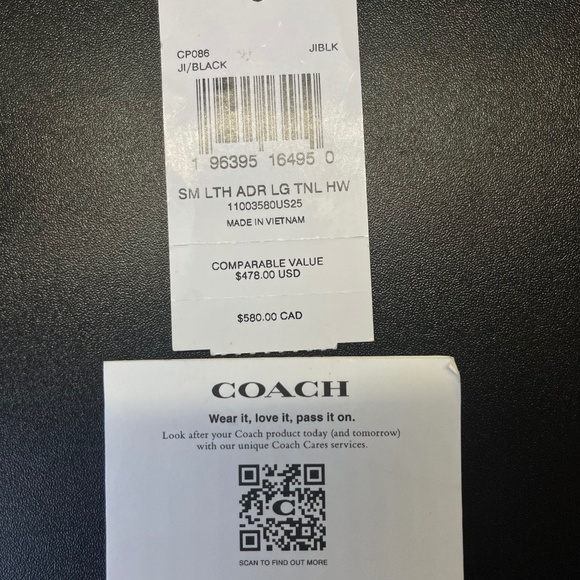 CP086 JIBLK
JI/BLACK
1 96395 16495 0
SM LTH ADR LG TNL HW
11003580US25
MADE IN VIETNAM
COMPARABLE VALUE
$478.00 USD
$580.00 CAD
COACH
Wear it, love it, pass it on.
Look after your Coach product today (and tomorrow)
with our unique Coach Cares services.
C
SCAN TO FIND OUT MORE